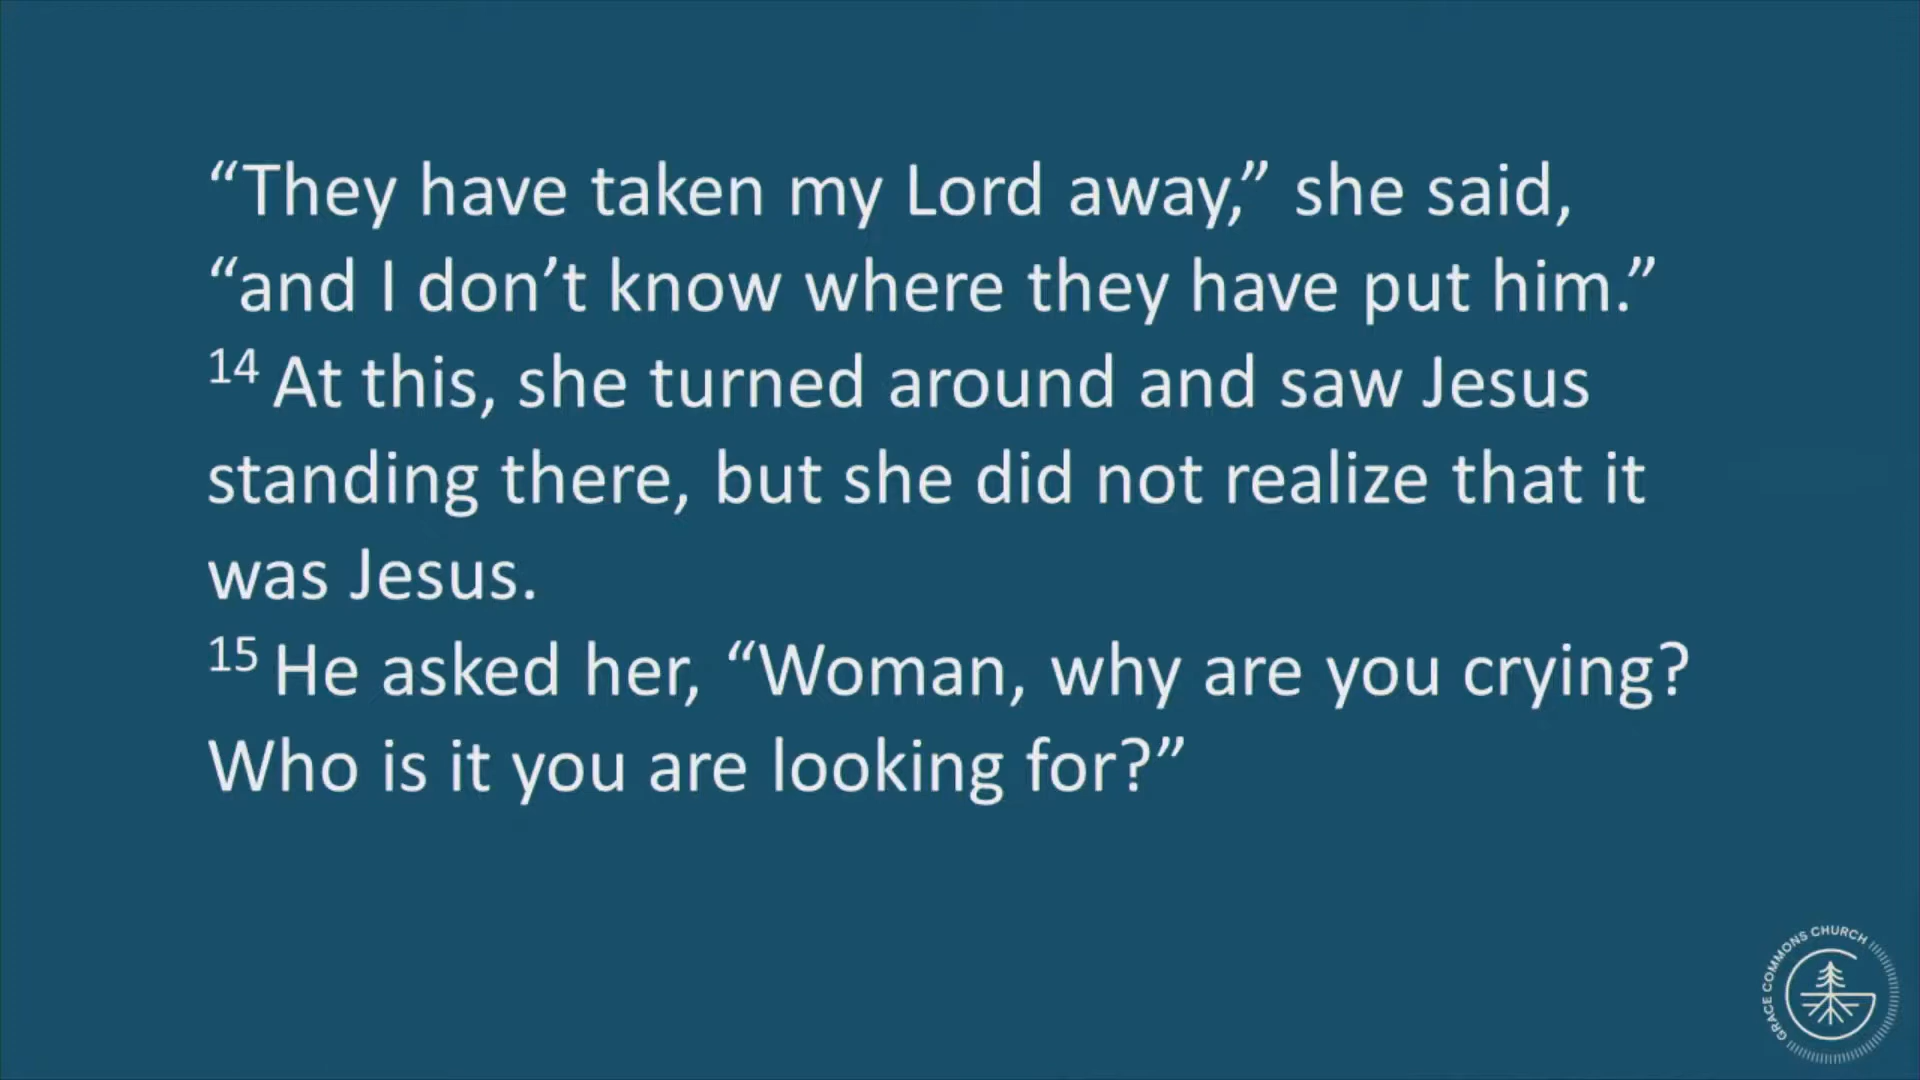 “They have taken my Lord away,” she said,
“and I don’t know where they have put him.”
14 At this, she turned around and saw Jesus
standing there, but she did not realize that it
was Jesus.
15 He asked her, “Woman, why are you crying?
Who is it you are looking for?”
GRACE COMMONS CHURCH